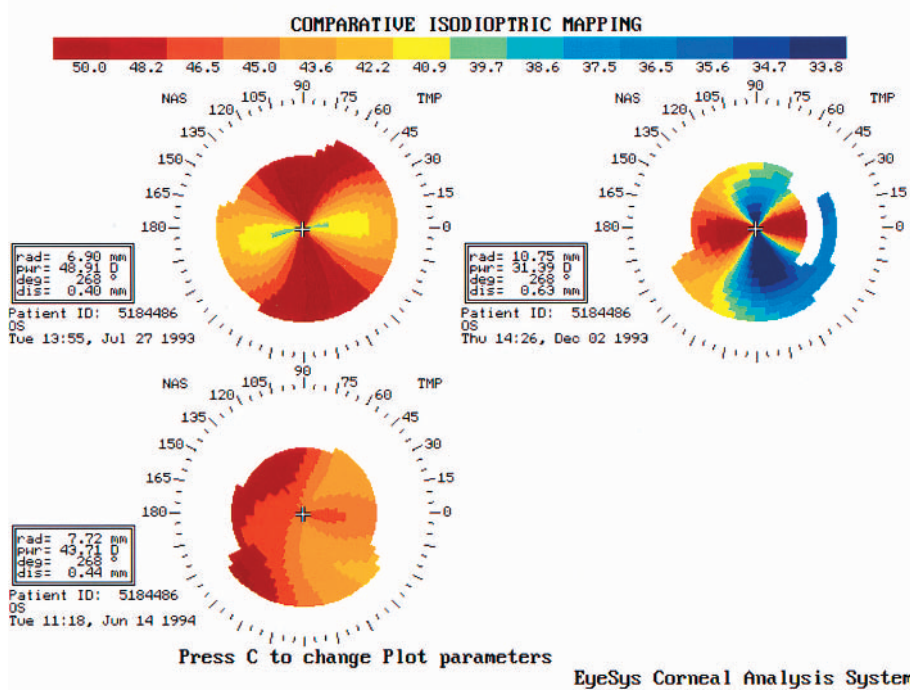 COMPARATIVE ISODIOPTRIC MAPPING
50.0 48.2 46.5 45.0 43.6 42.2 40.9 39.7 38.6 37.5 36.5 35.6 34.7 33.8
NAS 135 120 105 90 75 60 45 TMP
150 30
165 15
180 0
rad= 6.90 mm
pwr= 48.91 D
deg= 268 °
dis= 0.40 mm
Patient ID: 5184486
OS
Tue 13:55, Jul 27 1993
NAS 135 120 105 90 75 60 45 TMP
150 30
165 15
180 0
rad= 10.75 mm
pwr= 31.39 D
deg= 268 °
dis= 0.63 mm
Patient ID: 5184486
OS
Thu 14:26, Dec 02 1993
NAS 135 120 105 90 75 60 45 TMP
150 30
165 15
180 0
rad= 7.72 mm
pwr= 43.71 D
deg= 268 °
dis= 0.44 mm
Patient ID: 5184486
OS
Tue 11:18, Jun 14 1994
Press C to change Plot parameters
EyeSys Corneal Analysis System